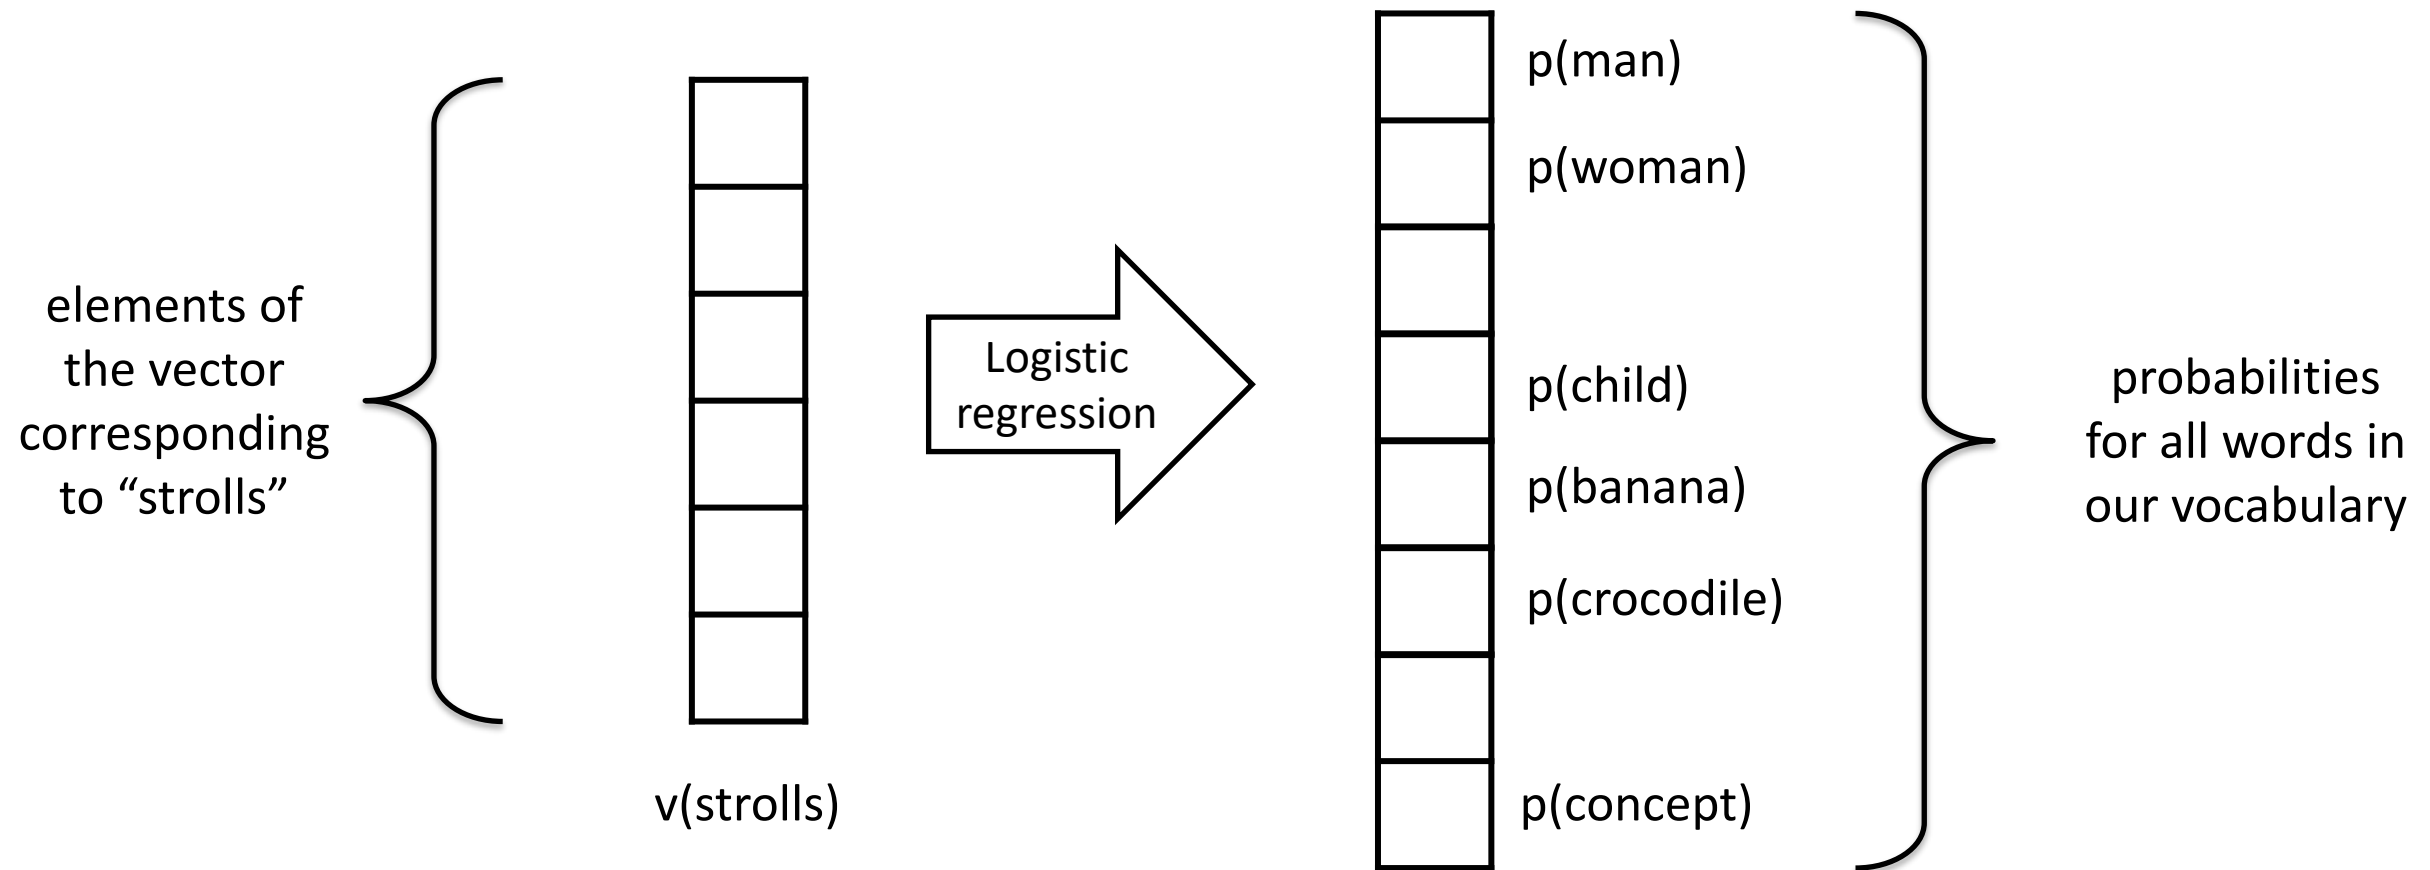 elements of
the vector
corresponding
to “strolls”
v(strolls)
Logistic
regression
p(man)
p(woman)
p(child)
p(banana)
p(crocodile)
p(concept)
probabilities
for all words in
our vocabulary